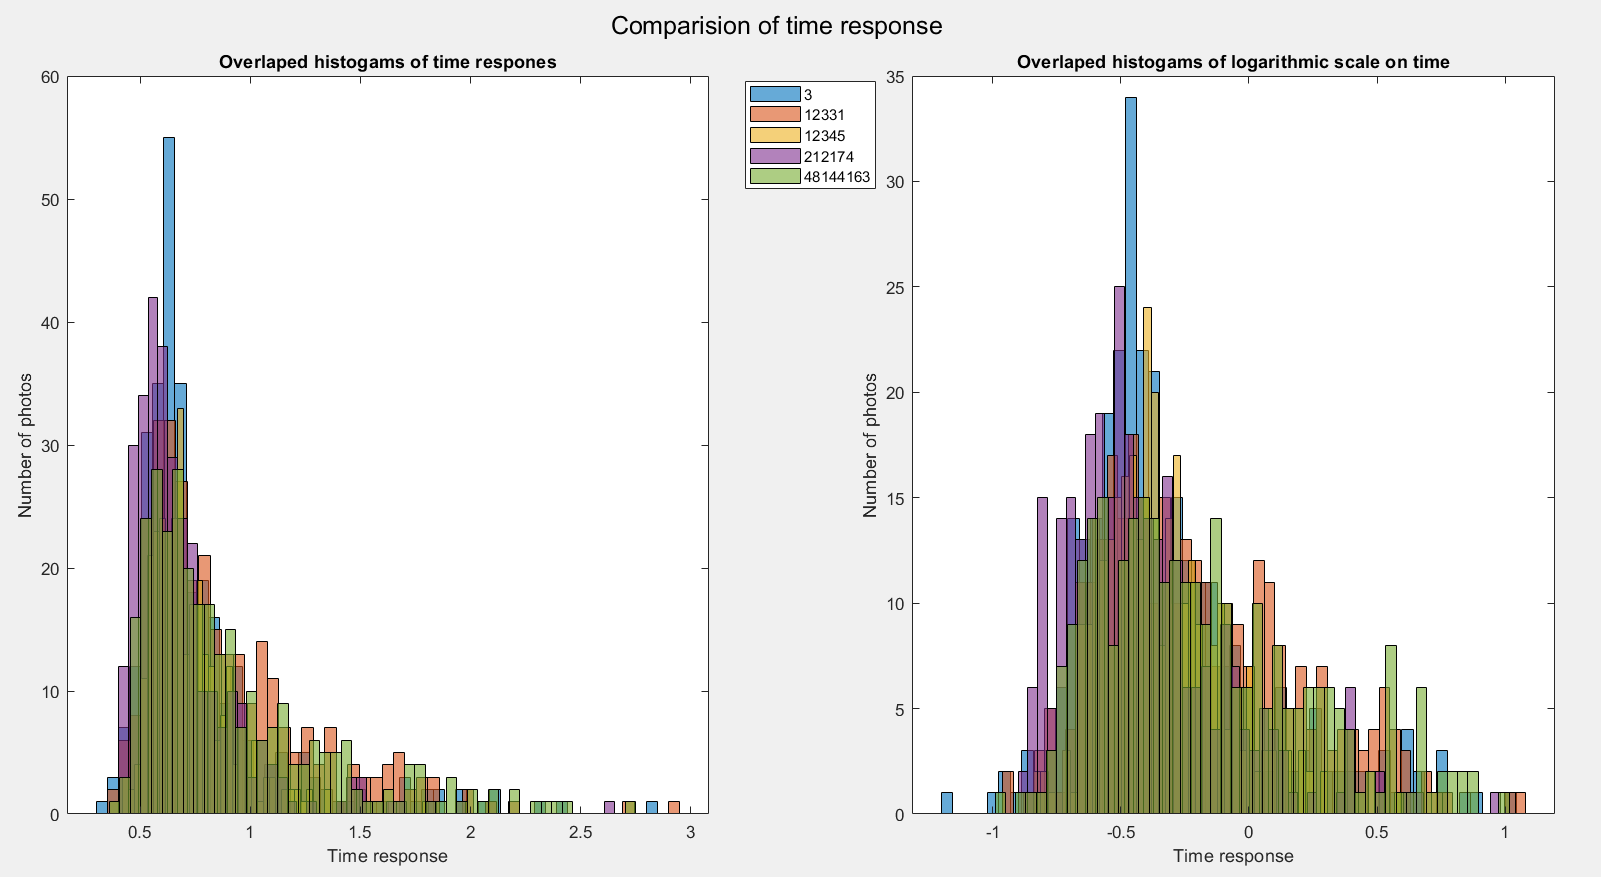 Comparision of time response
Overlaped histogams of time respones
60
50
40
30
20
10
0
Number of photos
0.5 1 1.5 2 2.5 3
Time response
3
12331
12345
212174
48144163
Overlaped histogams of logarithmic scale on time
35
30
25
20
15
10
5
0
Number of photos
-1 -0.5 0 0.5 1
Time response